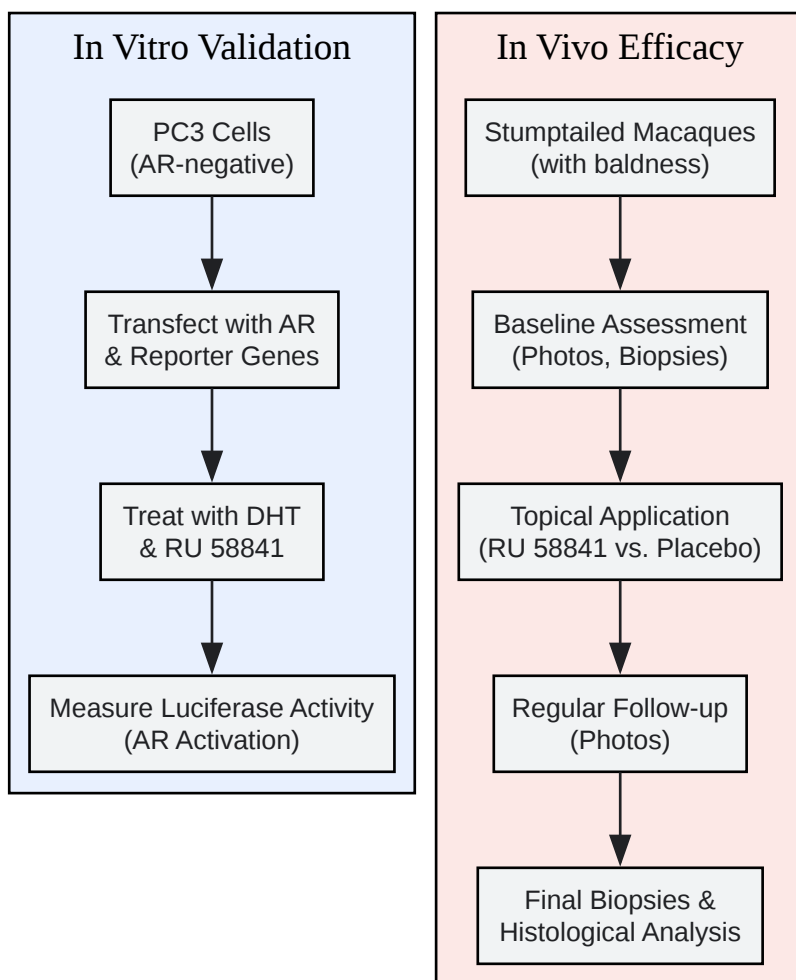 In Vitro Validation
PC3 Cells
(AR-negative)
Transfect with AR
& Reporter Genes
Treat with DHT
& RU 58841
Measure Luciferase Activity
(AR Activation)
In Vivo Efficacy
Stumptailed Macaques
(with baldness)
Baseline Assessment
(Photos, Biopsies)
Topical Application
(RU 58841 vs. Placebo)
Regular Follow-up
(Photos)
Final Biopsies &
Histological Analysis